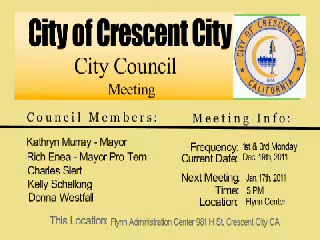 City of Crescent City
City Council
Meeting
CITY OF CRESCENT CITY
CALIFORNIA
Council Members:
Kathryn Murray - Mayor
Rich Enea - Mayor Pro Tem
Charles Slert
Kelly Schellong
Donna Westfall
Meeting Info:
Frequency: 1st & 3rd Monday
Current Date: Dec. 19th, 2011
Next Meeting: Jan 17th, 2011
Time: 5 PM
Location: Flynn Center
This Location: Flynn Administration Center 981 H St. Crescent City CA